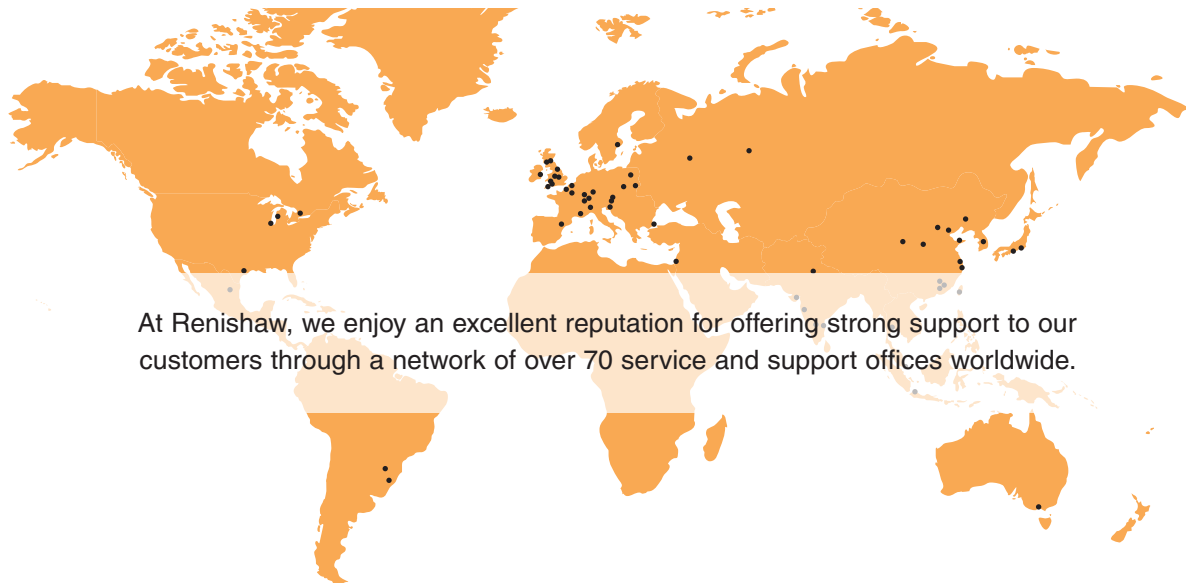 At Renishaw, we enjoy an excellent reputation for offering strong support to our
customers through a network of over 70 service and support offices worldwide.